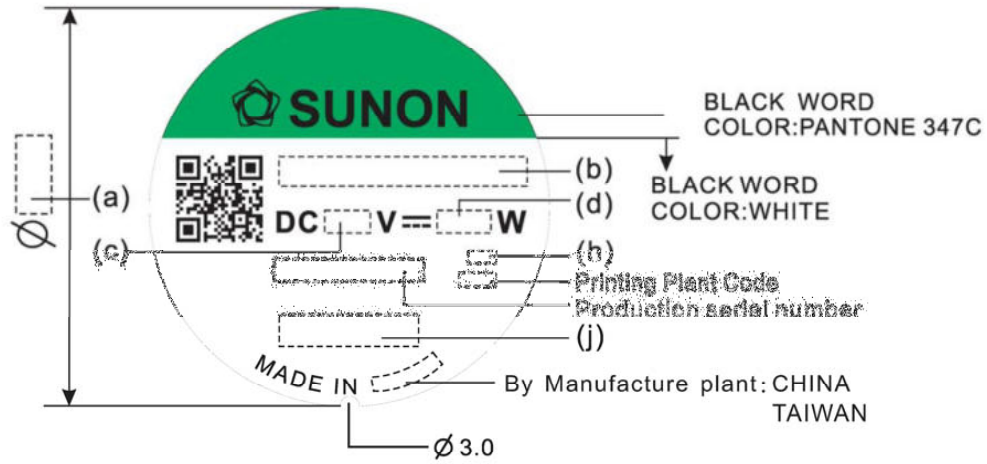 SUNON
BLACK WORD
COLOR:PANTONE 347C
BLACK WORD
COLOR:WHITE
(a)
(b)
(d)
DC V W
(c)
(h)
Printing Plant Code
Production serial number
(j)
MADE IN
By Manufacture plant: CHINA
TAIWAN
Ø
Ø 3.0